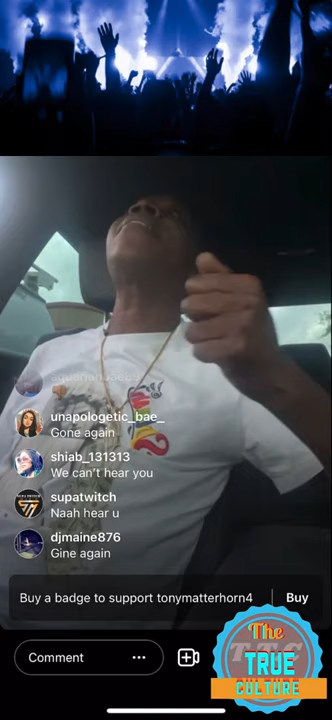 unapologetic_bae_
Gone again
shiab_131313
We can't hear you
supatwitch
Naah hear u
djmaine876
Gine again
Buy a badge to support tonymatterhorn4
Buy
Comment
The
T.T.C
TRUE
CULTURE